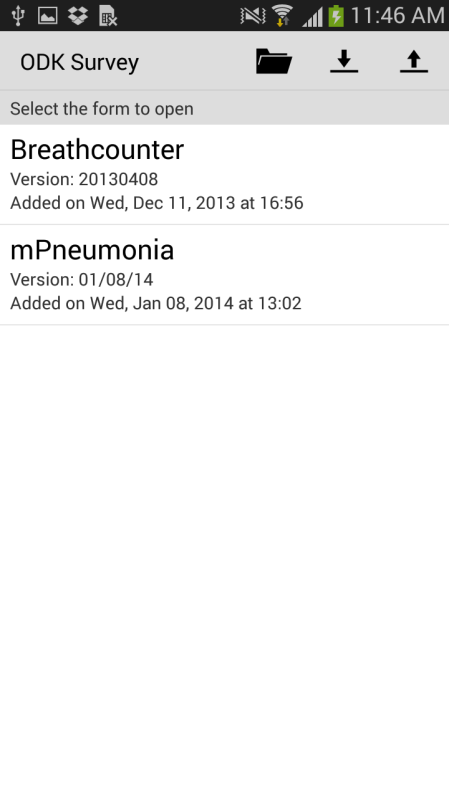 11:46 AM
ODK Survey
Select the form to open
Breathcounter
Version: 20130408
Added on Wed, Dec 11, 2013 at 16:56
mPneumonia
Version: 01/08/14
Added on Wed, Jan 08, 2014 at 13:02